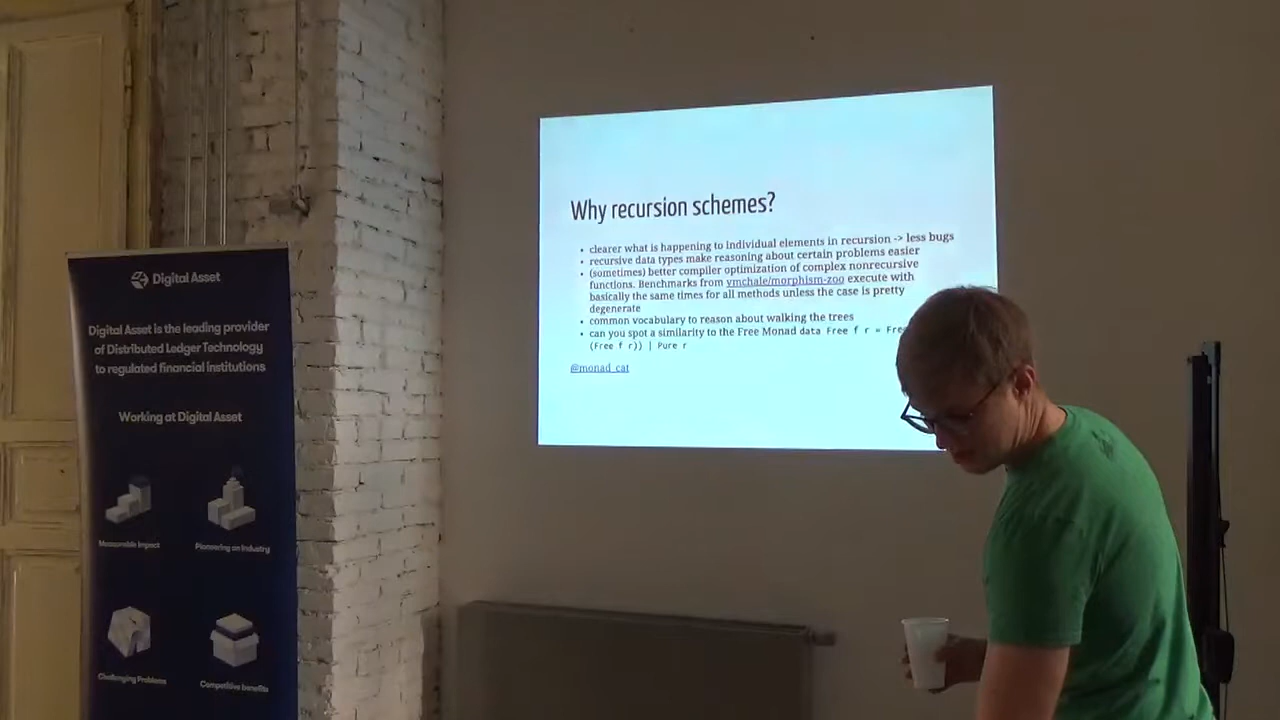 Digital Asset
Digital Asset is the leading provider
of Distributed Ledger Technology
to regulated financial institutions
Working at Digital Asset
Measurable Impact
Pioneering an Industry
Challenging Problems
Competitive benefits
Why recursion schemes?
clearer what is happening to individual elements in recursion -> less bugs
recursive data types make reasoning about certain problems easier
(sometimes) better compiler optimization of complex nonrecursive
functions. Benchmarks from vmchale/morphism-zoo execute with
basically the same times for all methods unless the case is pretty
degenerate
common vocabulary to reason about walking the trees
can you spot a similarity to the Free Monad data Free f r = Free
(Free f r)) | Pure r
@monad_cat